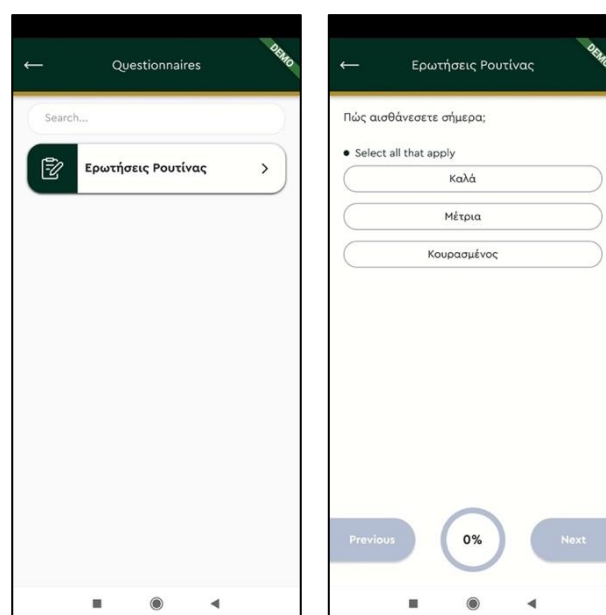 Questionnaires
DEMO
Search...
Ερωτήσεις Ρουτίνας
Ερωτήσεις Ρουτίνας
DEMO
Πώς αισθάνεσετε σήμερα;
Select all that apply
Καλά
Μέτρια
Κουρασμένος
Previous
0%
Next